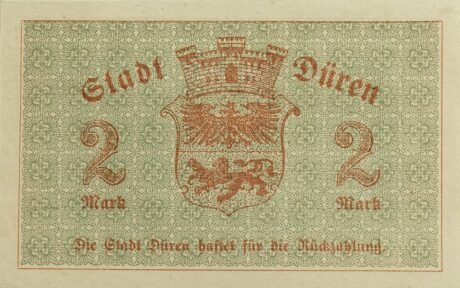 Stadt Düren
2 2
Mark Mark
Die Stadt Düren haftet für die Rückzahlung.